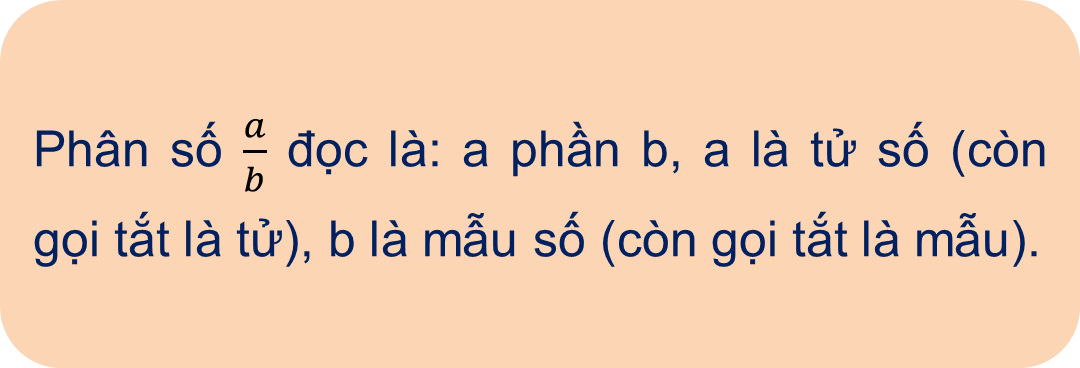 Phân số $\frac{a}{b}$ đọc là: a phần b, a là tử số (còn
gọi tắt là tử), b là mẫu số (còn gọi tắt là mẫu).